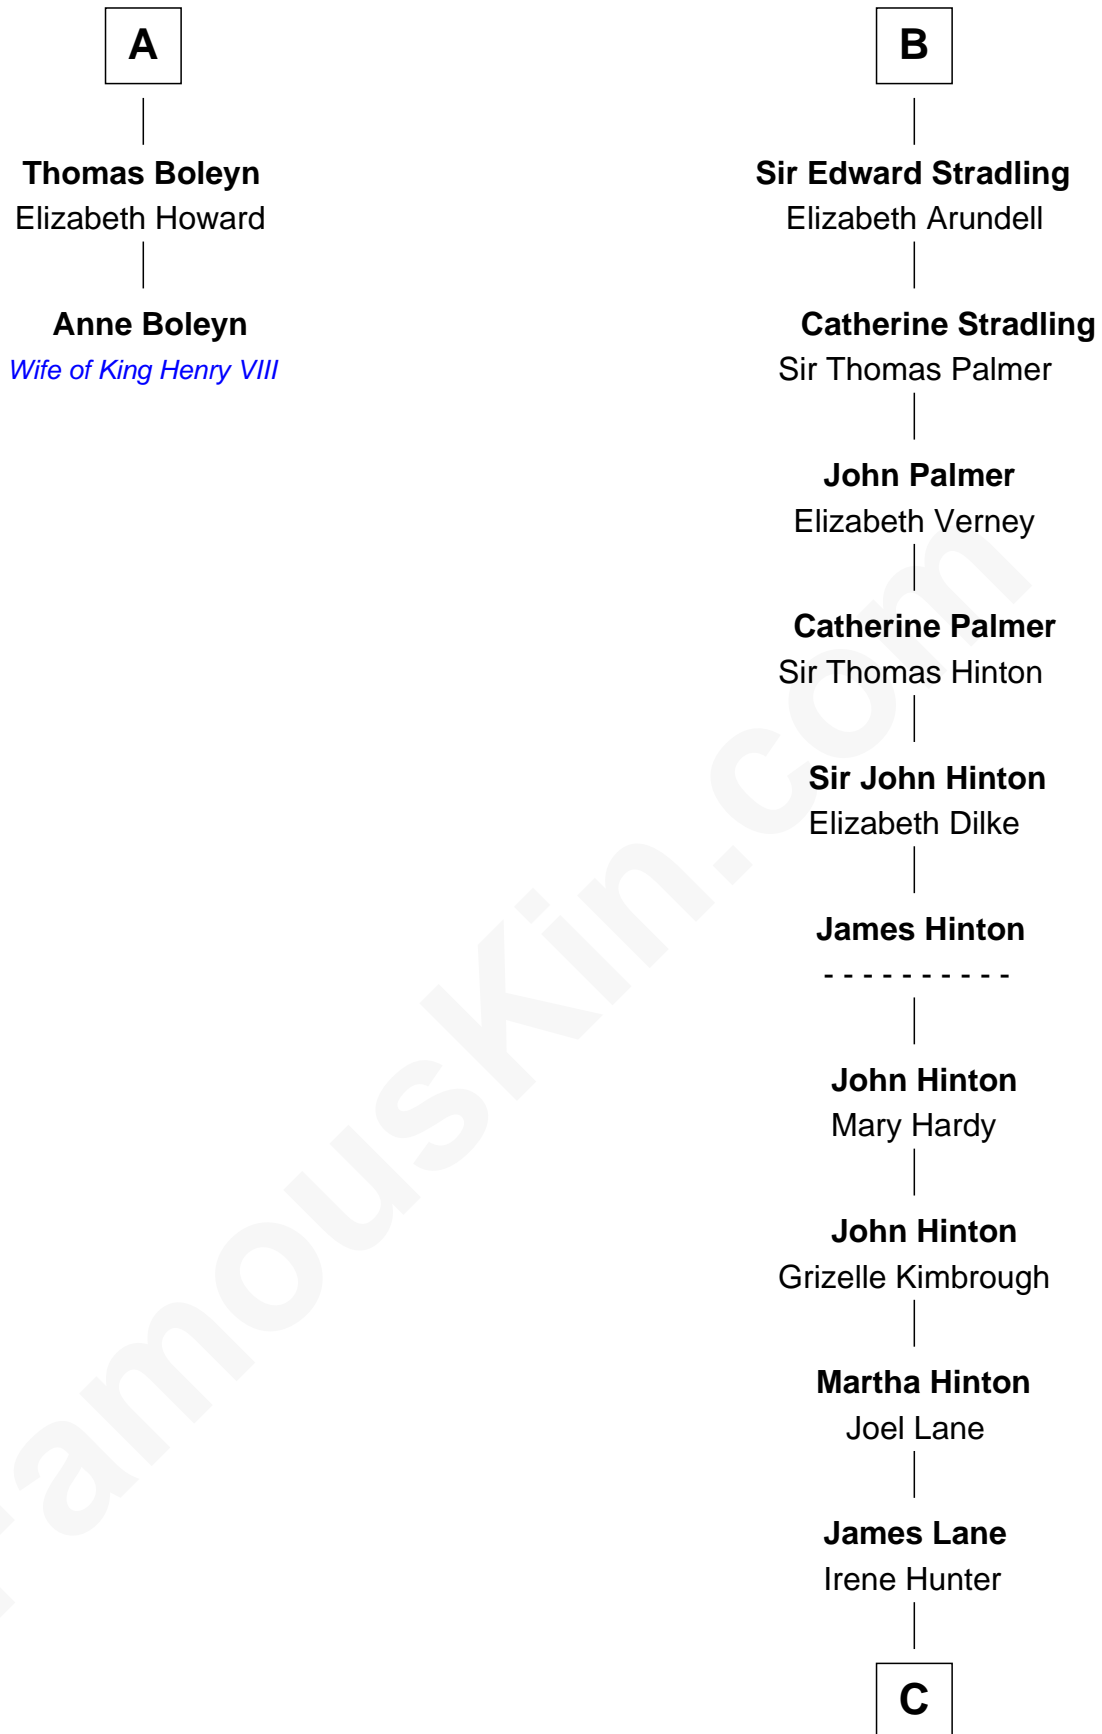 A
Thomas Boleyn
Elizabeth Howard
Anne Boleyn
Wife of King Henry VIII
B
Sir Edward Stradling
Elizabeth Arundell
Catherine Stradling
Sir Thomas Palmer
John Palmer
Elizabeth Verney
Catherine Palmer
Sir Thomas Hinton
Sir John Hinton
Elizabeth Dilke
James Hinton
- - - - - - - - - -
John Hinton
Mary Hardy
John Hinton
Grizelle Kimbrough
Martha Hinton
Joel Lane
James Lane
Irene Hunter
C
FamousKin.com